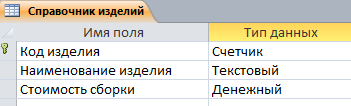 Справочник изделий
Имя поля Тип данных
Код изделия Счетчик
Наименование изделия Текстовый
Стоимость сборки Денежный